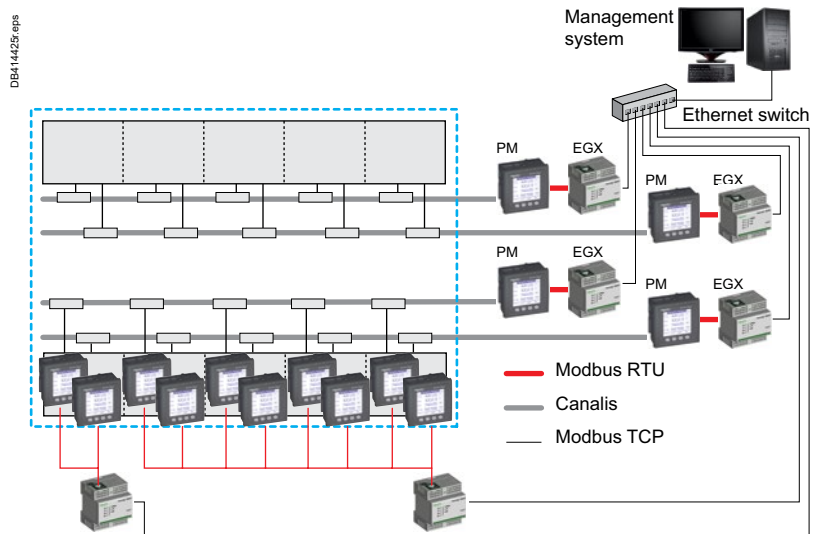 DB414425r.eps
Management
system
Ethernet switch
PM
EGX
PM
EGX
PM
EGX
PM
EGX
Modbus RTU
Canalis
Modbus TCP